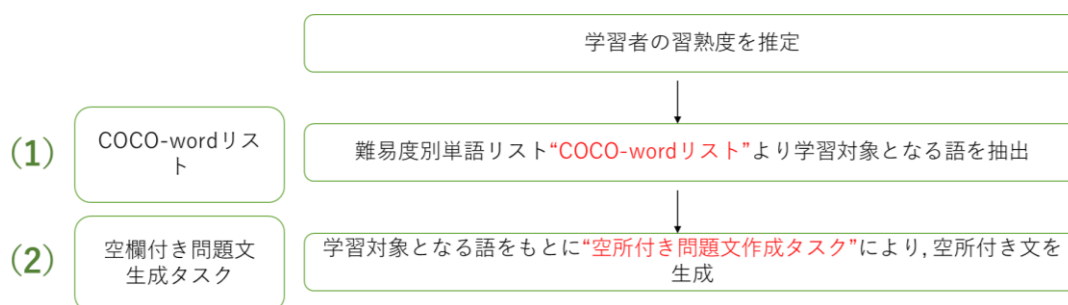 学習者の習熟度を推定
(1)
COCO-wordリス
ト
難易度別単語リスト“COCO-wordリスト”より学習対象となる語を抽出
(2)
空欄付き問題文
生成タスク
学習対象となる語をもとに“空所付き問題文作成タスク”により, 空所付き文を
生成